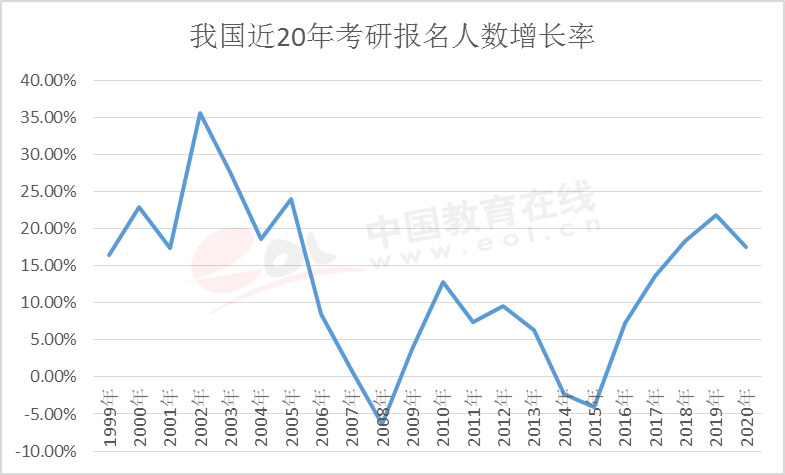 我国近20年考研报名人数增长率
40.00%
35.00%
30.00%
25.00%
20.00%
15.00%
10.00%
5.00%
0.00%
-5.00%
-10.00%
1999年
2000年
2001年
2002年
2003年
2004年
2005年
2006年
2007年
2008年
2009年
2010年
2011年
2012年
2013年
2014年
2015年
2016年
2017年
2018年
2019年
2020年
eol
中国教育在线
www.eol.cn